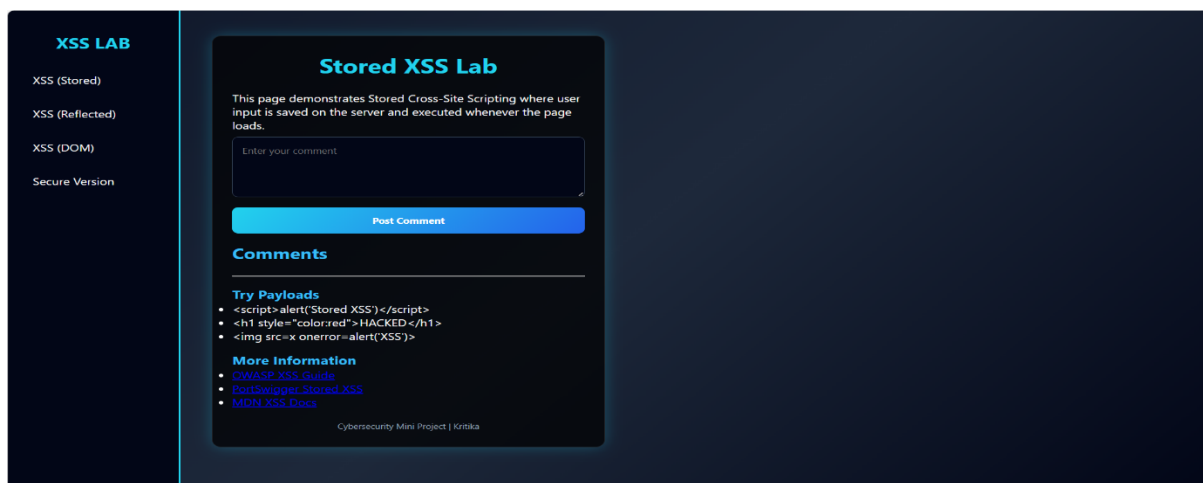 XSS LAB
XSS (Stored)
XSS (Reflected)
XSS (DOM)
Secure Version
Stored XSS Lab
This page demonstrates Stored Cross-Site Scripting where user
input is saved on the server and executed whenever the page
loads.
Enter your comment
Post Comment
Comments
Try Payloads
<script>alert('Stored XSS')</script>
<h1 style="color:red">HACKED</h1>
<img src=x onerror=alert('XSS')>
More Information
OWASP XSS Guide
PortSwigger Stored XSS
MDN XSS Docs
Cybersecurity Mini Project | Kritika